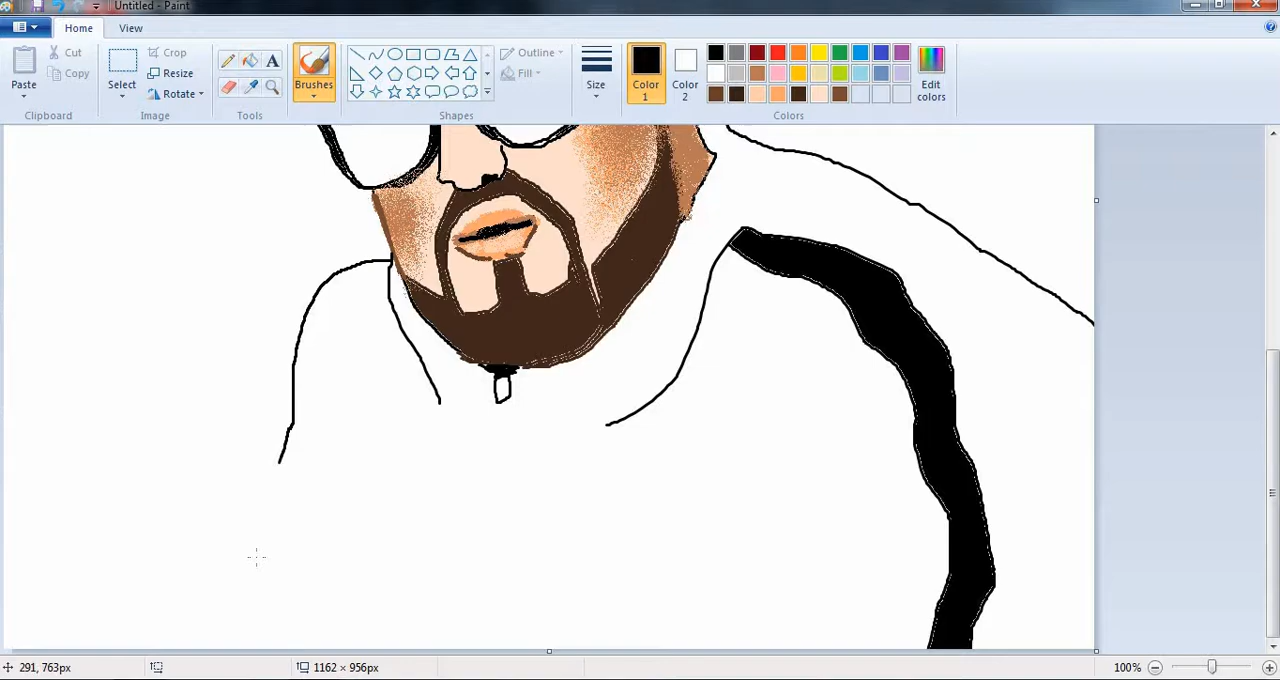 Untitled - Paint
Home View
Paste Cut Copy Select Crop Resize Rotate A Brushes Outline Fill Size Color 1 Color 2 Edit colors
Clipboard Image Tools Shapes Colors
291, 763px 1162 × 956px 100%